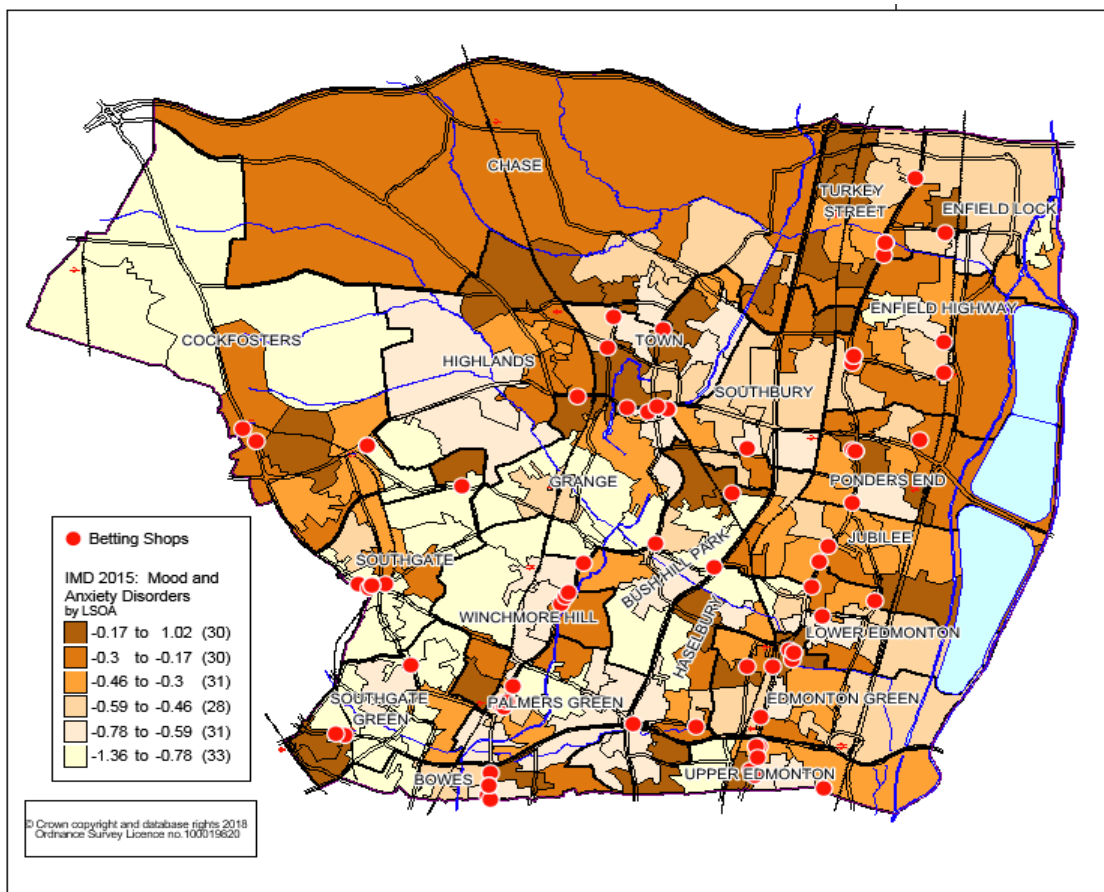 CHASE
TURKEY
STREET
ENFIELD LOCK
ENFIELD HIGHWAY
COCKFOSTERS
HIGHLANDS
TOWN
SOUTHBURY
GRANGE
PONDERS END
JUBILEE
SOUTHGATE
BUSH HILL PARK
WINCHMORE HILL
HASELBURY
LOWER EDMONTON
SOUTHGATE
GREEN
PALMERS GREEN
EDMONTON GREEN
BOWES
UPPER EDMONTON
Betting Shops
IMD 2015: Mood and
Anxiety Disorders
by LSOA
-0.17 to 1.02 (30)
-0.3 to -0.17 (30)
-0.46 to -0.3 (31)
-0.59 to -0.46 (28)
-0.78 to -0.59 (31)
-1.36 to -0.78 (33)
© Crown copyright and database rights 2018
Ordnance Survey Licence no.100019820